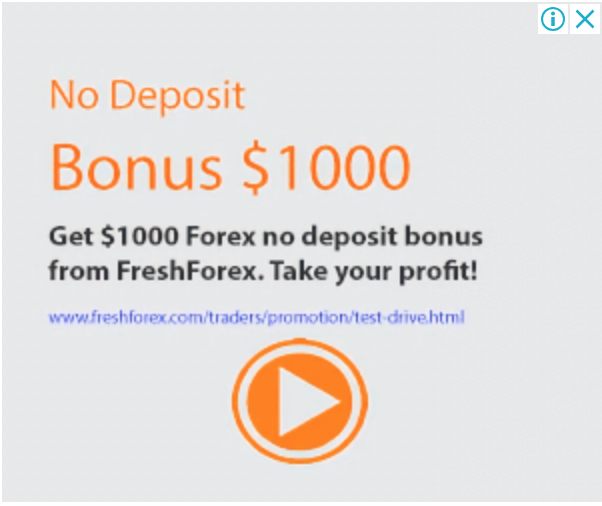 No Deposit
Bonus $1000
Get $1000 Forex no deposit bonus
from FreshForex. Take your profit!
www.freshforex.com/traders/promotion/test-drive.html